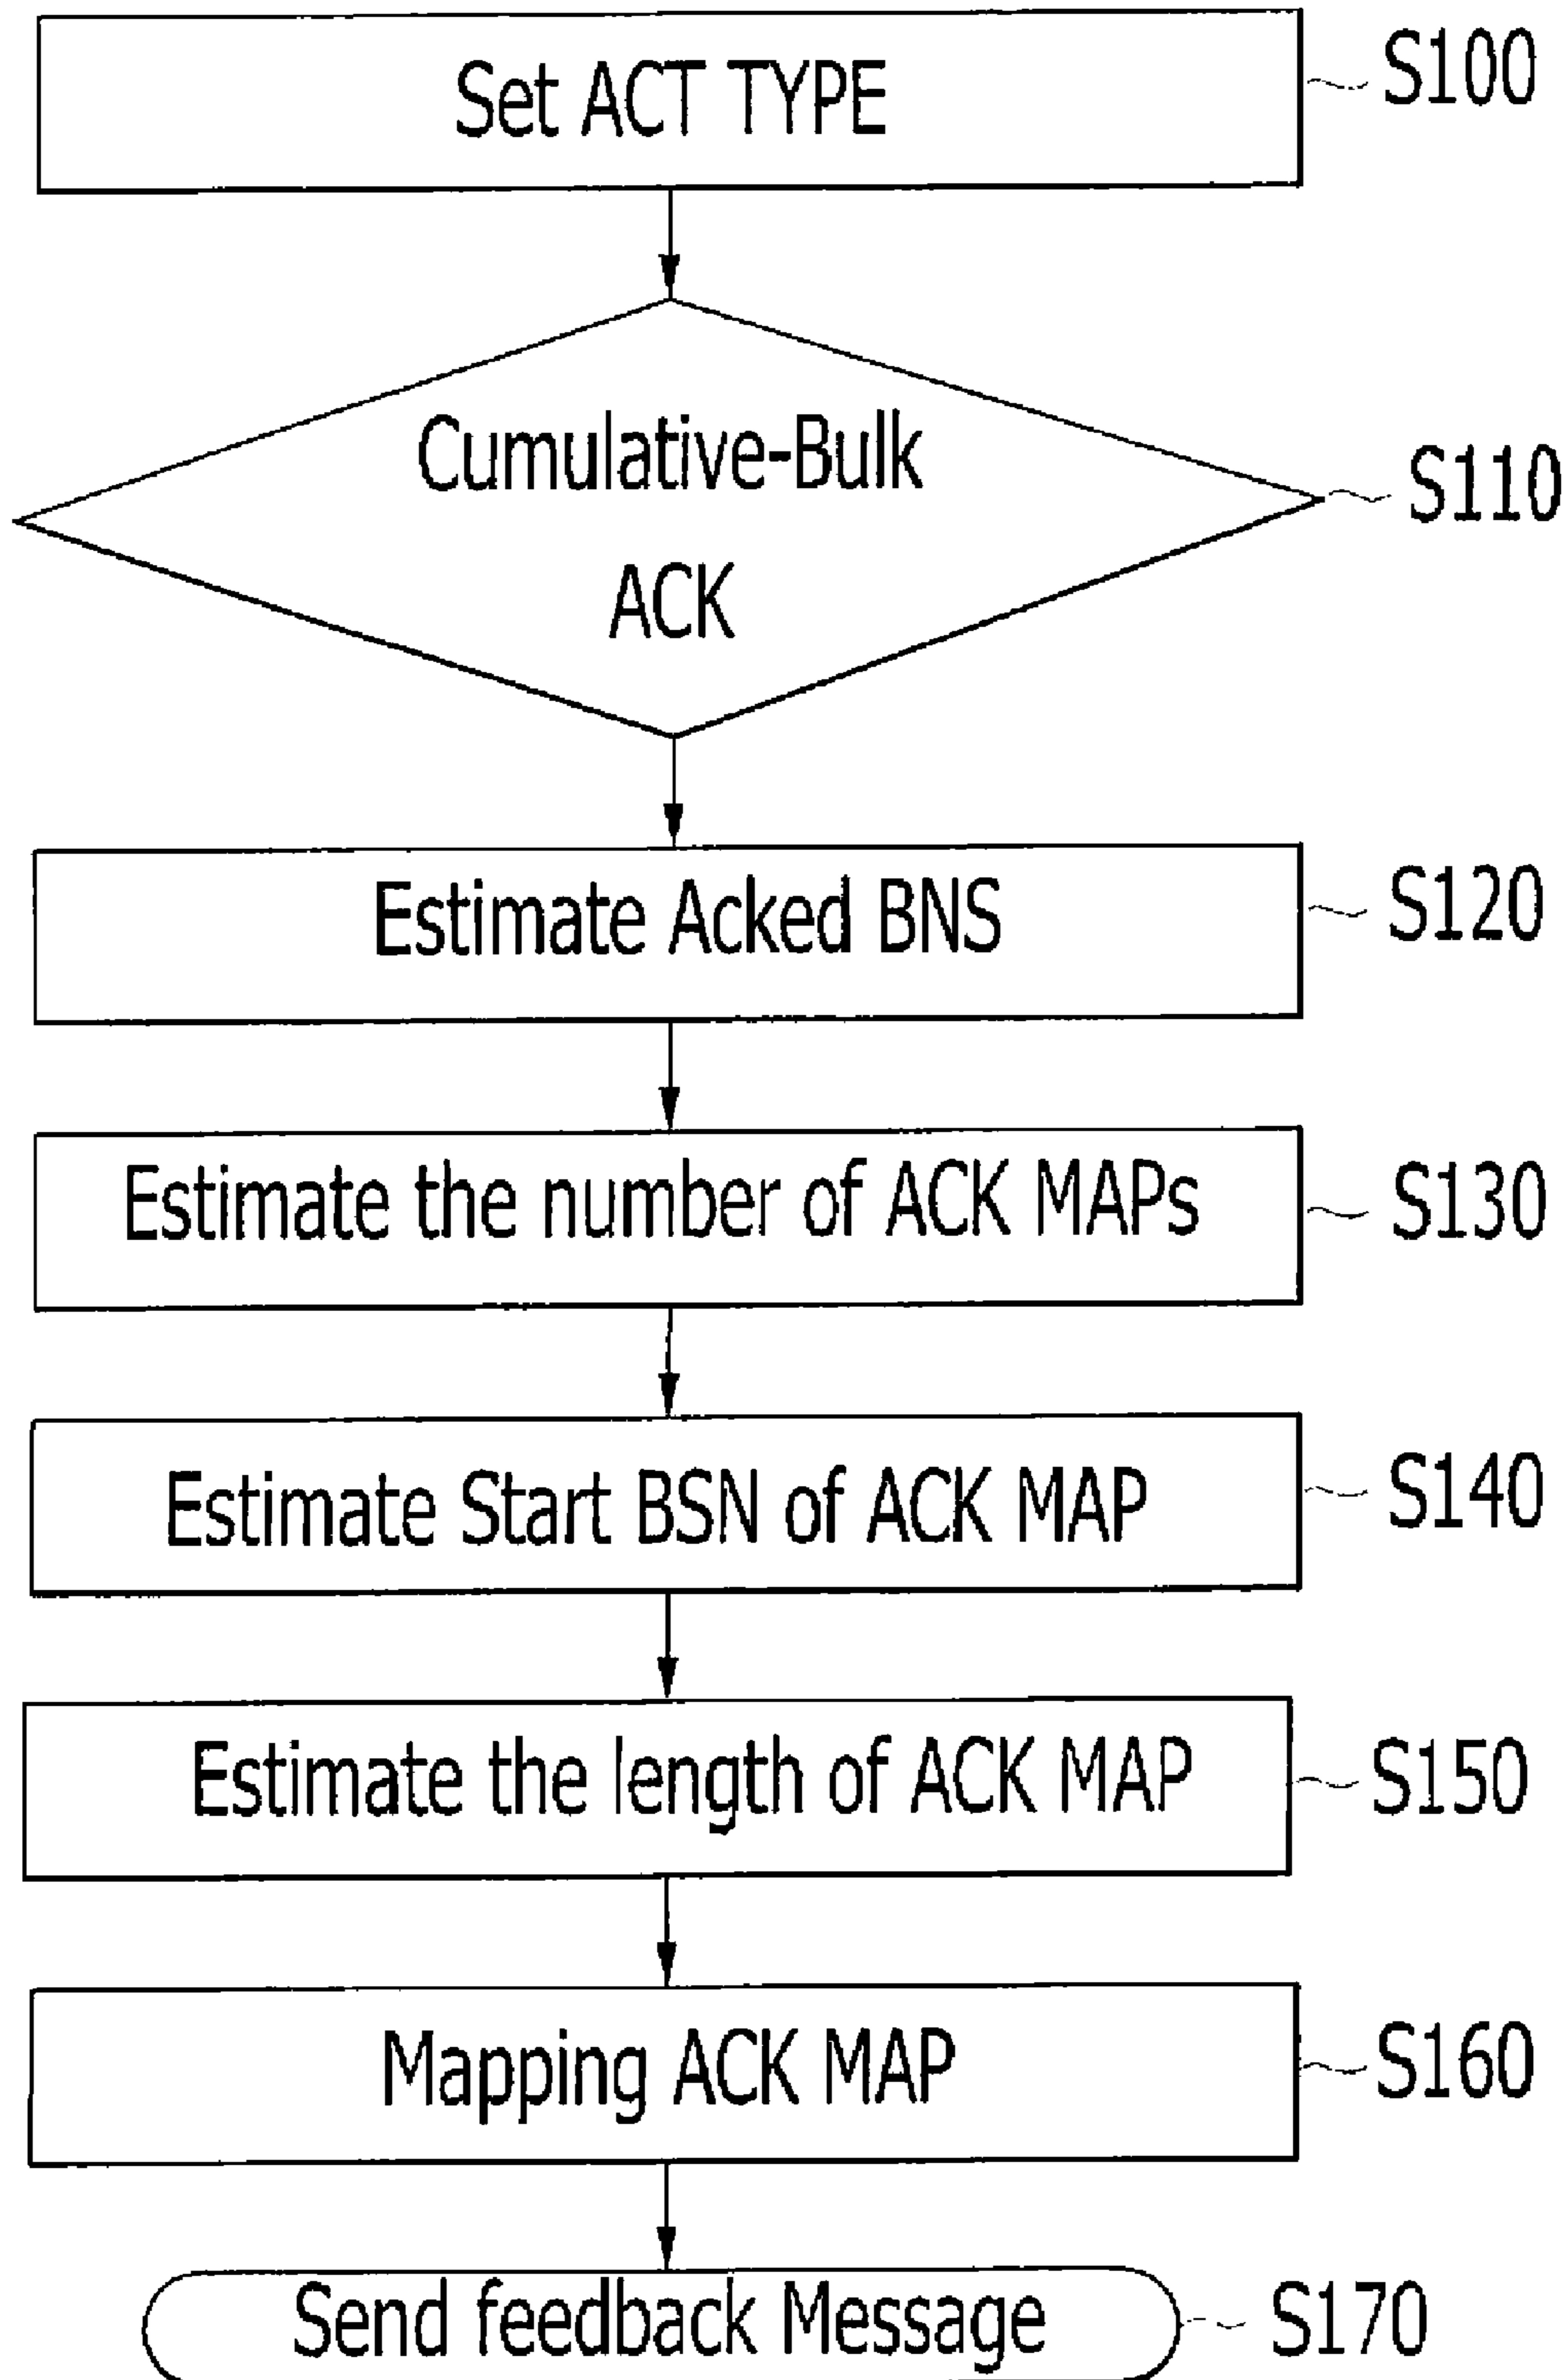 Set ACT TYPE
S100
Cumulative-Bulk
ACK
S110
Estimate Acked BNS
S120
Estimate the number of ACK MAPs
S130
Estimate Start BSN of ACK MAP
S140
Estimate the length of ACK MAP
S150
Mapping ACK MAP
S160
Send feedback Message
S170